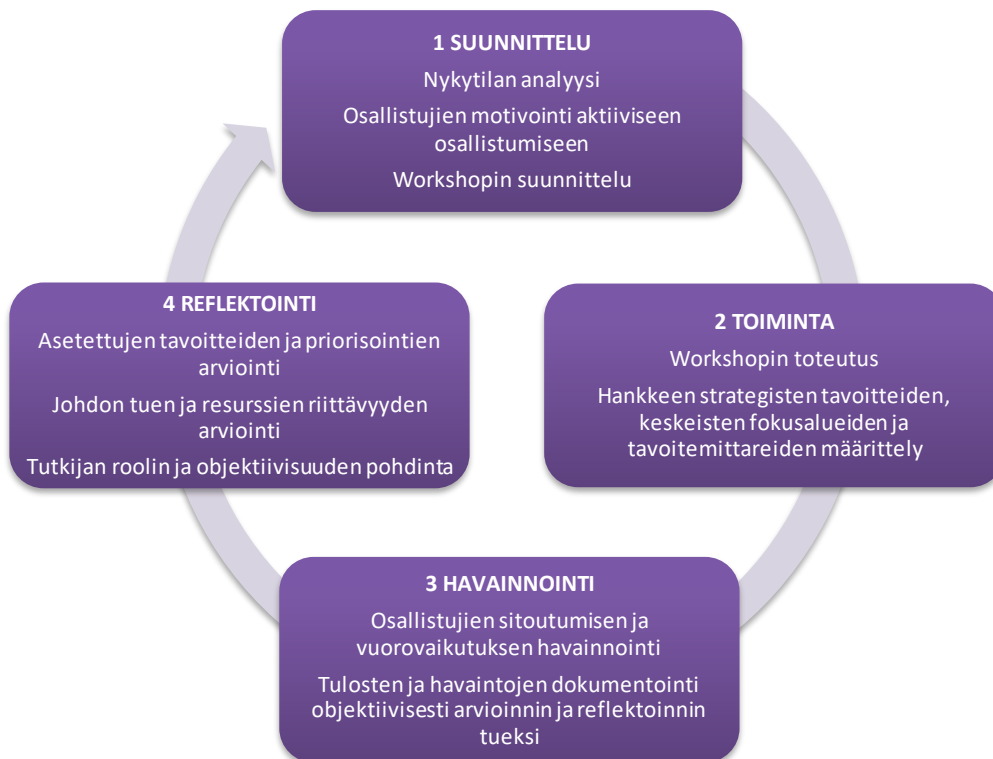 1 SUUNNITTELU
Nykytilan analyysi
Osallistujien motivointi aktiiviseen
osallistumiseen
Workshopin suunnittelu
2 TOIMINTA
Workshopin toteutus
Hankkeen strategisten tavoitteiden,
keskeisten fokusalueiden ja
tavoitemittareiden määrittely
3 HAVAINNOINTI
Osallistujien sitoutumisen ja
vuorovaikutuksen havainnointi
Tulosten ja havaintojen dokumentointi
objektiivisesti arvioinnin ja reflektoinnin
tueksi
4 REFLEKTOINTI
Asetettujen tavoitteiden ja priorisointien
arviointi
Johdon tuen ja resurssien riittävyyden
arviointi
Tutkijan roolin ja objektiivisuuden pohdinta